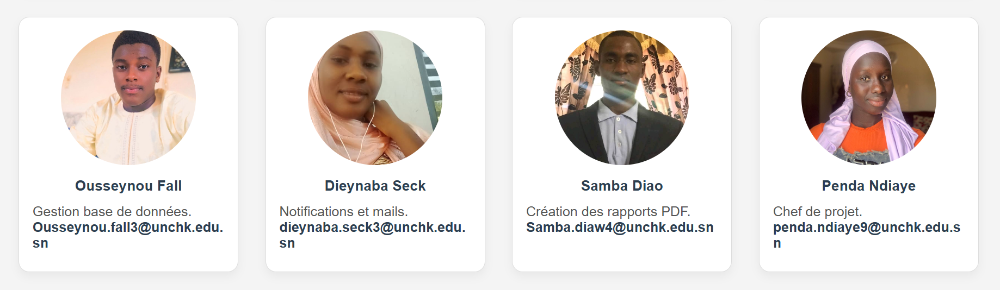 Ousseynou Fall
Gestion base de données.
Ousseynou.fall3@unchk.edu.
sn
Dieynaba Seck
Notifications et mails.
dieynaba.seck3@unchk.edu.
sn
Samba Diao
Création des rapports PDF.
Samba.diaw4@unchk.edu.sn
Penda Ndiaye
Chef de projet.
penda.ndiaye9@unchk.edu.s
n